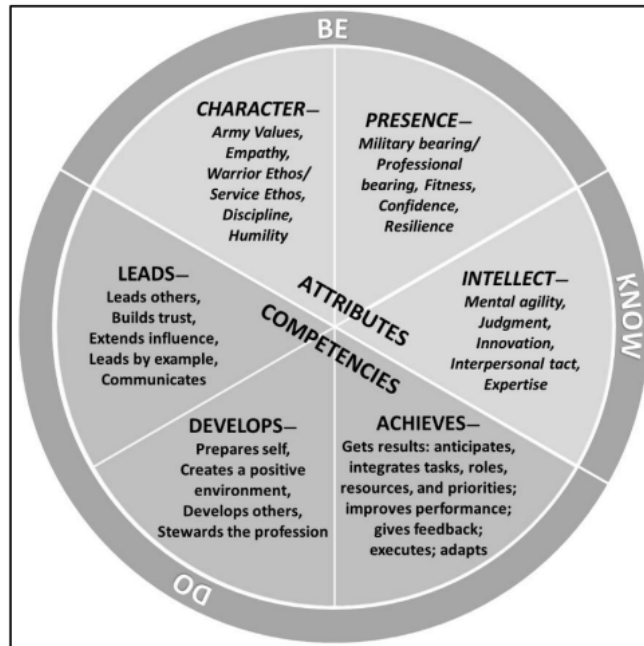 BE
CHARACTER—
Army Values,
Empathy,
Warrior Ethos/
Service Ethos,
Discipline,
Humility
PRESENCE—
Military bearing/
Professional
bearing, Fitness,
Confidence,
Resilience
KNOW
INTELLECT—
Mental agility,
Judgment,
Innovation,
Interpersonal tact,
Expertise
ATTRIBUTES
COMPETENCIES
LEADS—
Leads others,
Builds trust,
Extends influence,
Leads by example,
Communicates
DEVELOPS—
Prepares self,
Creates a positive
environment,
Develops others,
Stewards the profession
ACHIEVES—
Gets results: anticipates,
integrates tasks, roles,
resources, and priorities;
improves performance;
gives feedback;
executes; adapts
DO